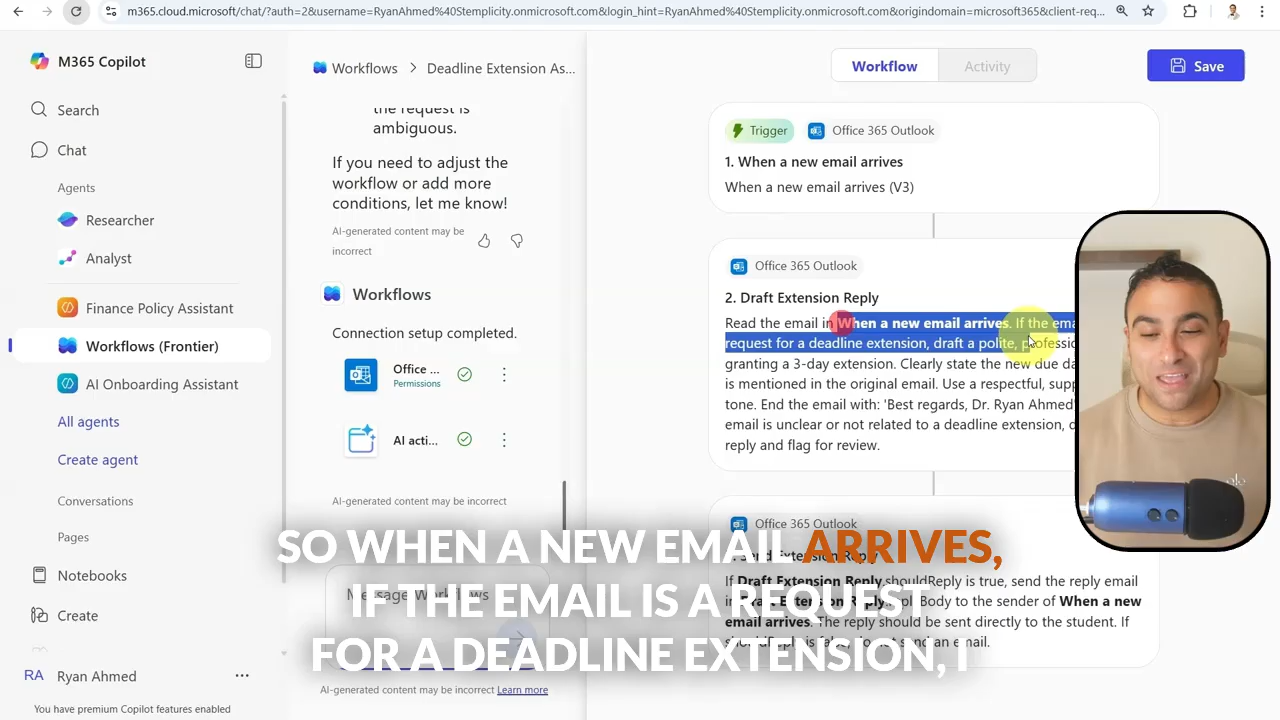 m365.cloud.microsoft/chat/?auth=2&username=RyanAhmed%40Stemplicity.onmicrosoft.com&login_hint=RyanAhmed%40Stemplicity.onmicrosoft.com&origindomain=microsoft365&client-req...
M365 Copilot
Search
Chat
Agents
Researcher
Analyst
Finance Policy Assistant
Workflows (Frontier)
AI Onboarding Assistant
All agents
Create agent
Conversations
Pages
Notebooks
Create
RA Ryan Ahmed ...
You have premium Copilot features enabled
Workflows > Deadline Extension As...
the request is
ambiguous.
If you need to adjust the
workflow or add more
conditions, let me know!
AI-generated content may be
incorrect
Workflows
Connection setup completed.
Office ...
Permissions
AI acti...
AI-generated content may be incorrect
Message Workflows
AI-generated content may be incorrect Learn more
Workflow
Activity
Save
Trigger Office 365 Outlook
1. When a new email arrives
When a new email arrives (V3)
Office 365 Outlook
2. Draft Extension Reply
Read the email in When a new email arrives. If the ema
request for a deadline extension, draft a polite, professio
granting a 3-day extension. Clearly state the new due da
is mentioned in the original email. Use a respectful, sup
tone. End the email with: 'Best regards, Dr. Ryan Ahmed'
email is unclear or not related to a deadline extension, d
reply and flag for review.
Office 365 Outlook
Extension Reply
If Draft Extension Reply.shouldReply is true, send the reply email
Body to the sender of When a new
email arrives. The reply should be sent directly to the student. If
do not send an email.
SO WHEN A NEW EMAIL ARRIVES,
IF THE EMAIL IS A REQUEST
FOR A DEADLINE EXTENSION, I